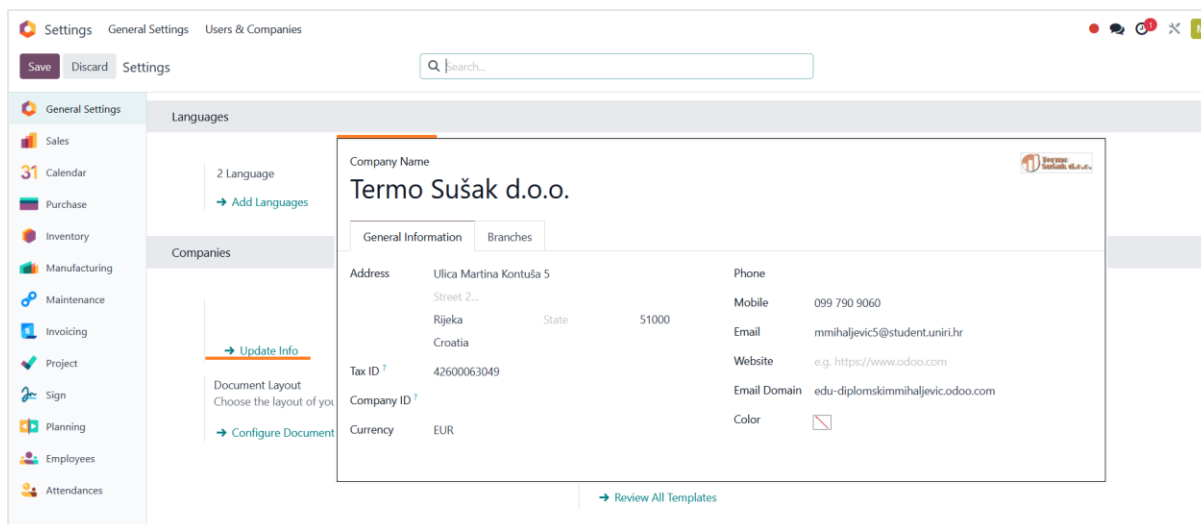 Settings General Settings Users & Companies
1
Save Discard Settings
Search...
General Settings
Sales
31 Calendar
Purchase
Inventory
Manufacturing
Maintenance
Invoicing
Project
Sign
Planning
Employees
Attendances
Languages
2 Language
Add Languages
Companies
Update Info
Document Layout
Choose the layout of you
Configure Document
Company Name
Termo Sušak d.o.o.
Termo
Sušak d.o.o.
General Information Branches
Address Ulica Martina Kontuša 5
Street 2...
Rijeka State 51000
Croatia
Tax ID ? 42600063049
Company ID ?
Currency EUR
Phone
Mobile 099 790 9060
Email mmihaljevic5@student.uniri.hr
Website e.g. https://www.odoo.com
Email Domain edu-diplomskimmihaljevic.odoo.com
Color
Review All Templates